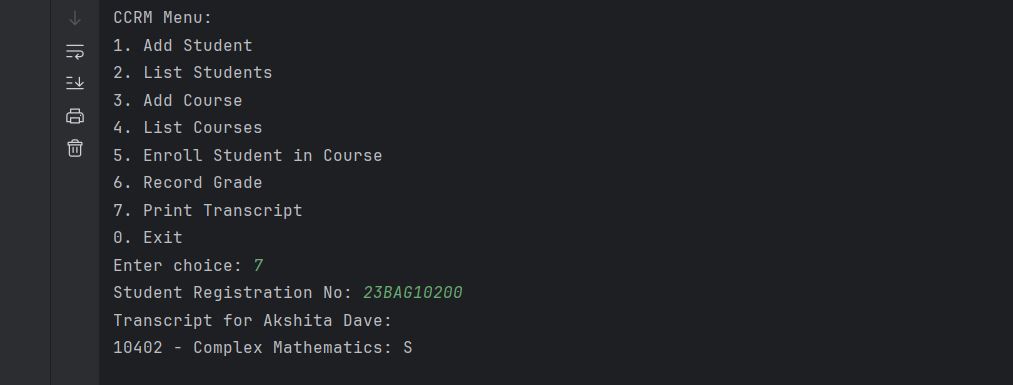 CCRM Menu:
1. Add Student
2. List Students
3. Add Course
4. List Courses
5. Enroll Student in Course
6. Record Grade
7. Print Transcript
0. Exit
Enter choice: 7
Student Registration No: 23BAG10200
Transcript for Akshita Dave:
10402 - Complex Mathematics: S